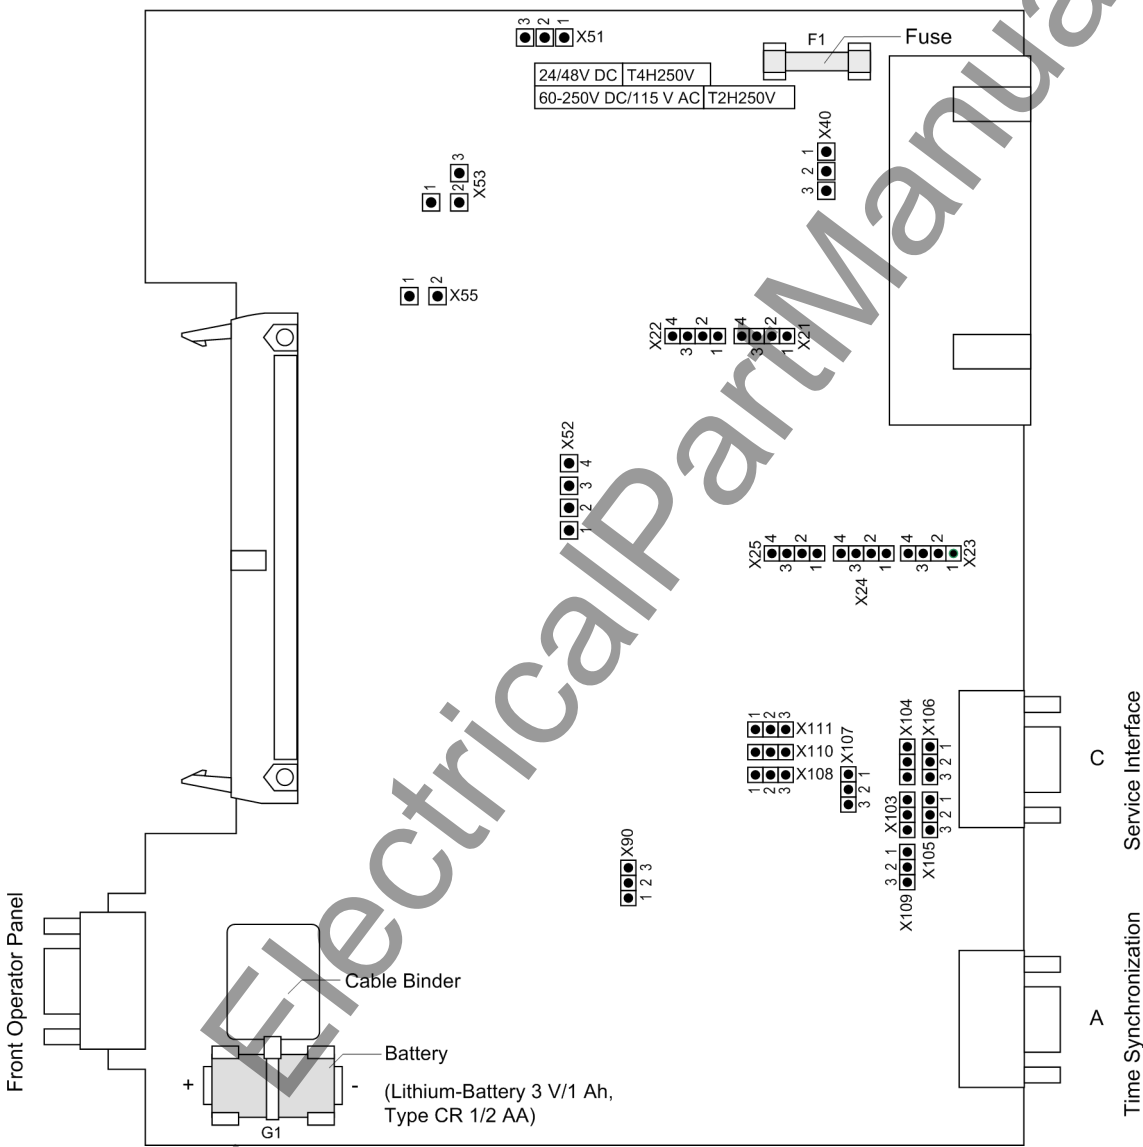 3 2 1 X51
F1 Fuse
24/48V DC T4H250V
60-250V DC/115 V AC T2H250V
X40
1
2
3
3
1 2 X53
1 2 X55
X22 4 3 2 1
4 3 2 1 X21
X52
4
3
2
1
X25 4 3 2 1
4 3 2 1
X24
4 3 2 1 X23
1 2 3
X111
X110
X108
1 2 3
X107
3 2 1
X104 X106
3 2 1
X103
3 2 1
X105
3 2 1
X109
X90
1 2 3
C
Service Interface
A
Time Synchronization
Front Operator Panel
Cable Binder
Battery
(Lithium-Battery 3 V/1 Ah,
Type CR 1/2 AA)
+ -
G1
ElectricalPartManua